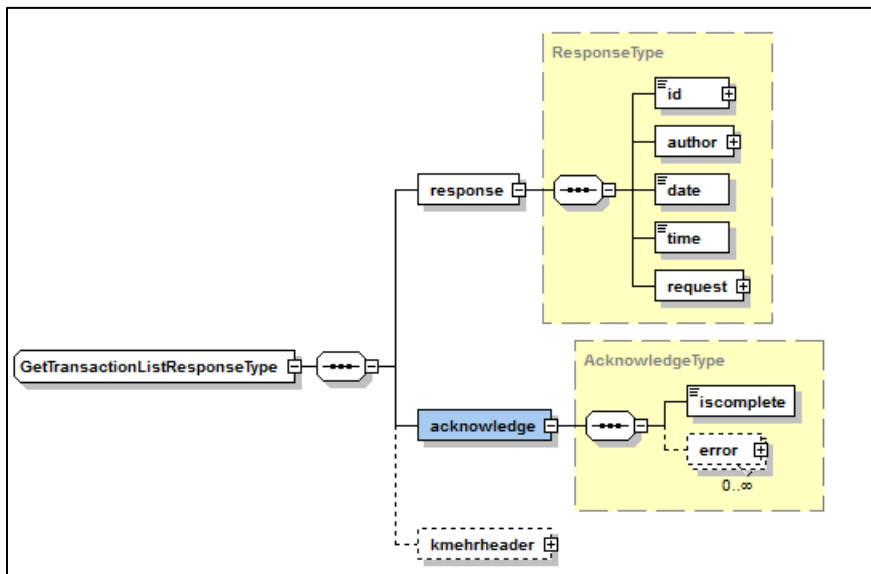 ResponseType
id
author
date
time
request
response
GetTransactionListResponseType
AcknowledgeType
iscomplete
error
0..∞
acknowledge
kmehrheader